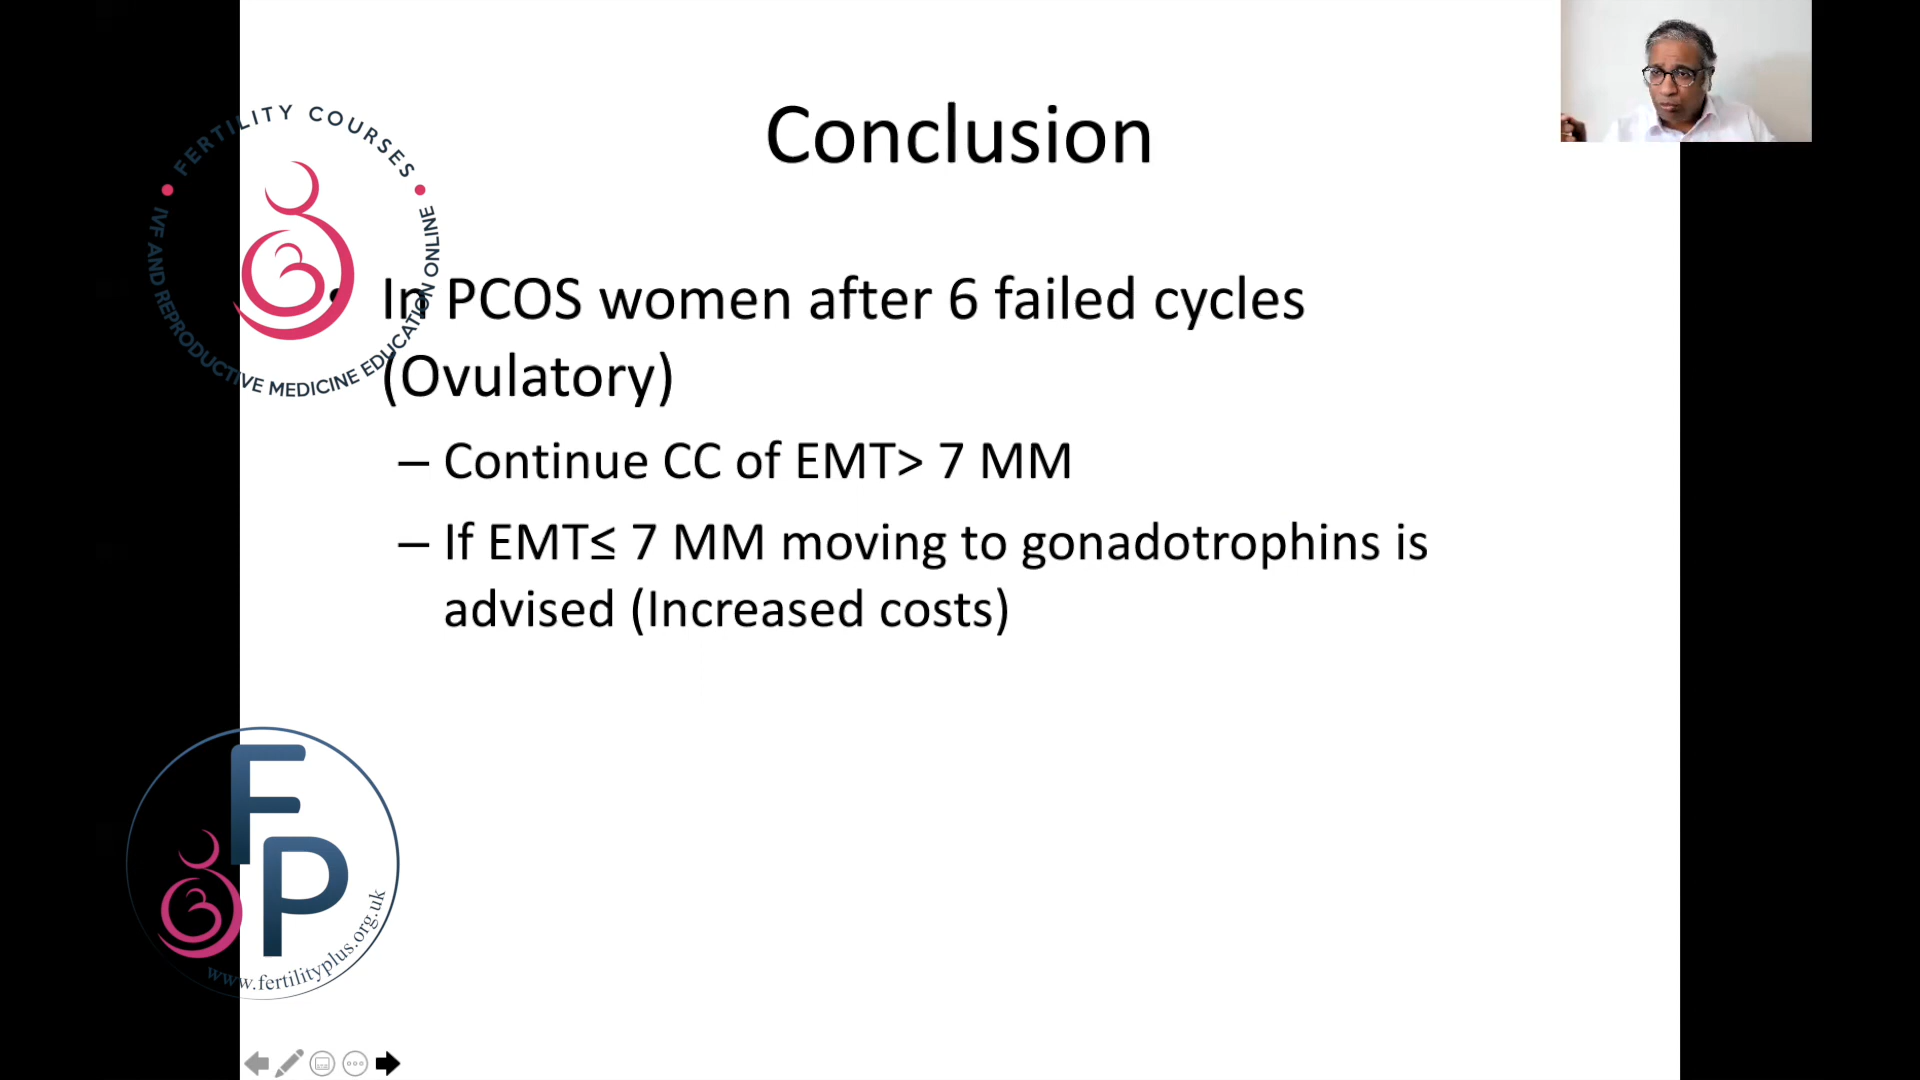 FERTILITY COURSES
IVF AND REPRODUCTIVE MEDICINE EDUCATION ONLINE
Conclusion
• In PCOS women after 6 failed cycles
(Ovulatory)
– Continue CC of EMT> 7 MM
– If EMT≤ 7 MM moving to gonadotrophins is
advised (Increased costs)
FP
www.fertilityplus.org.uk